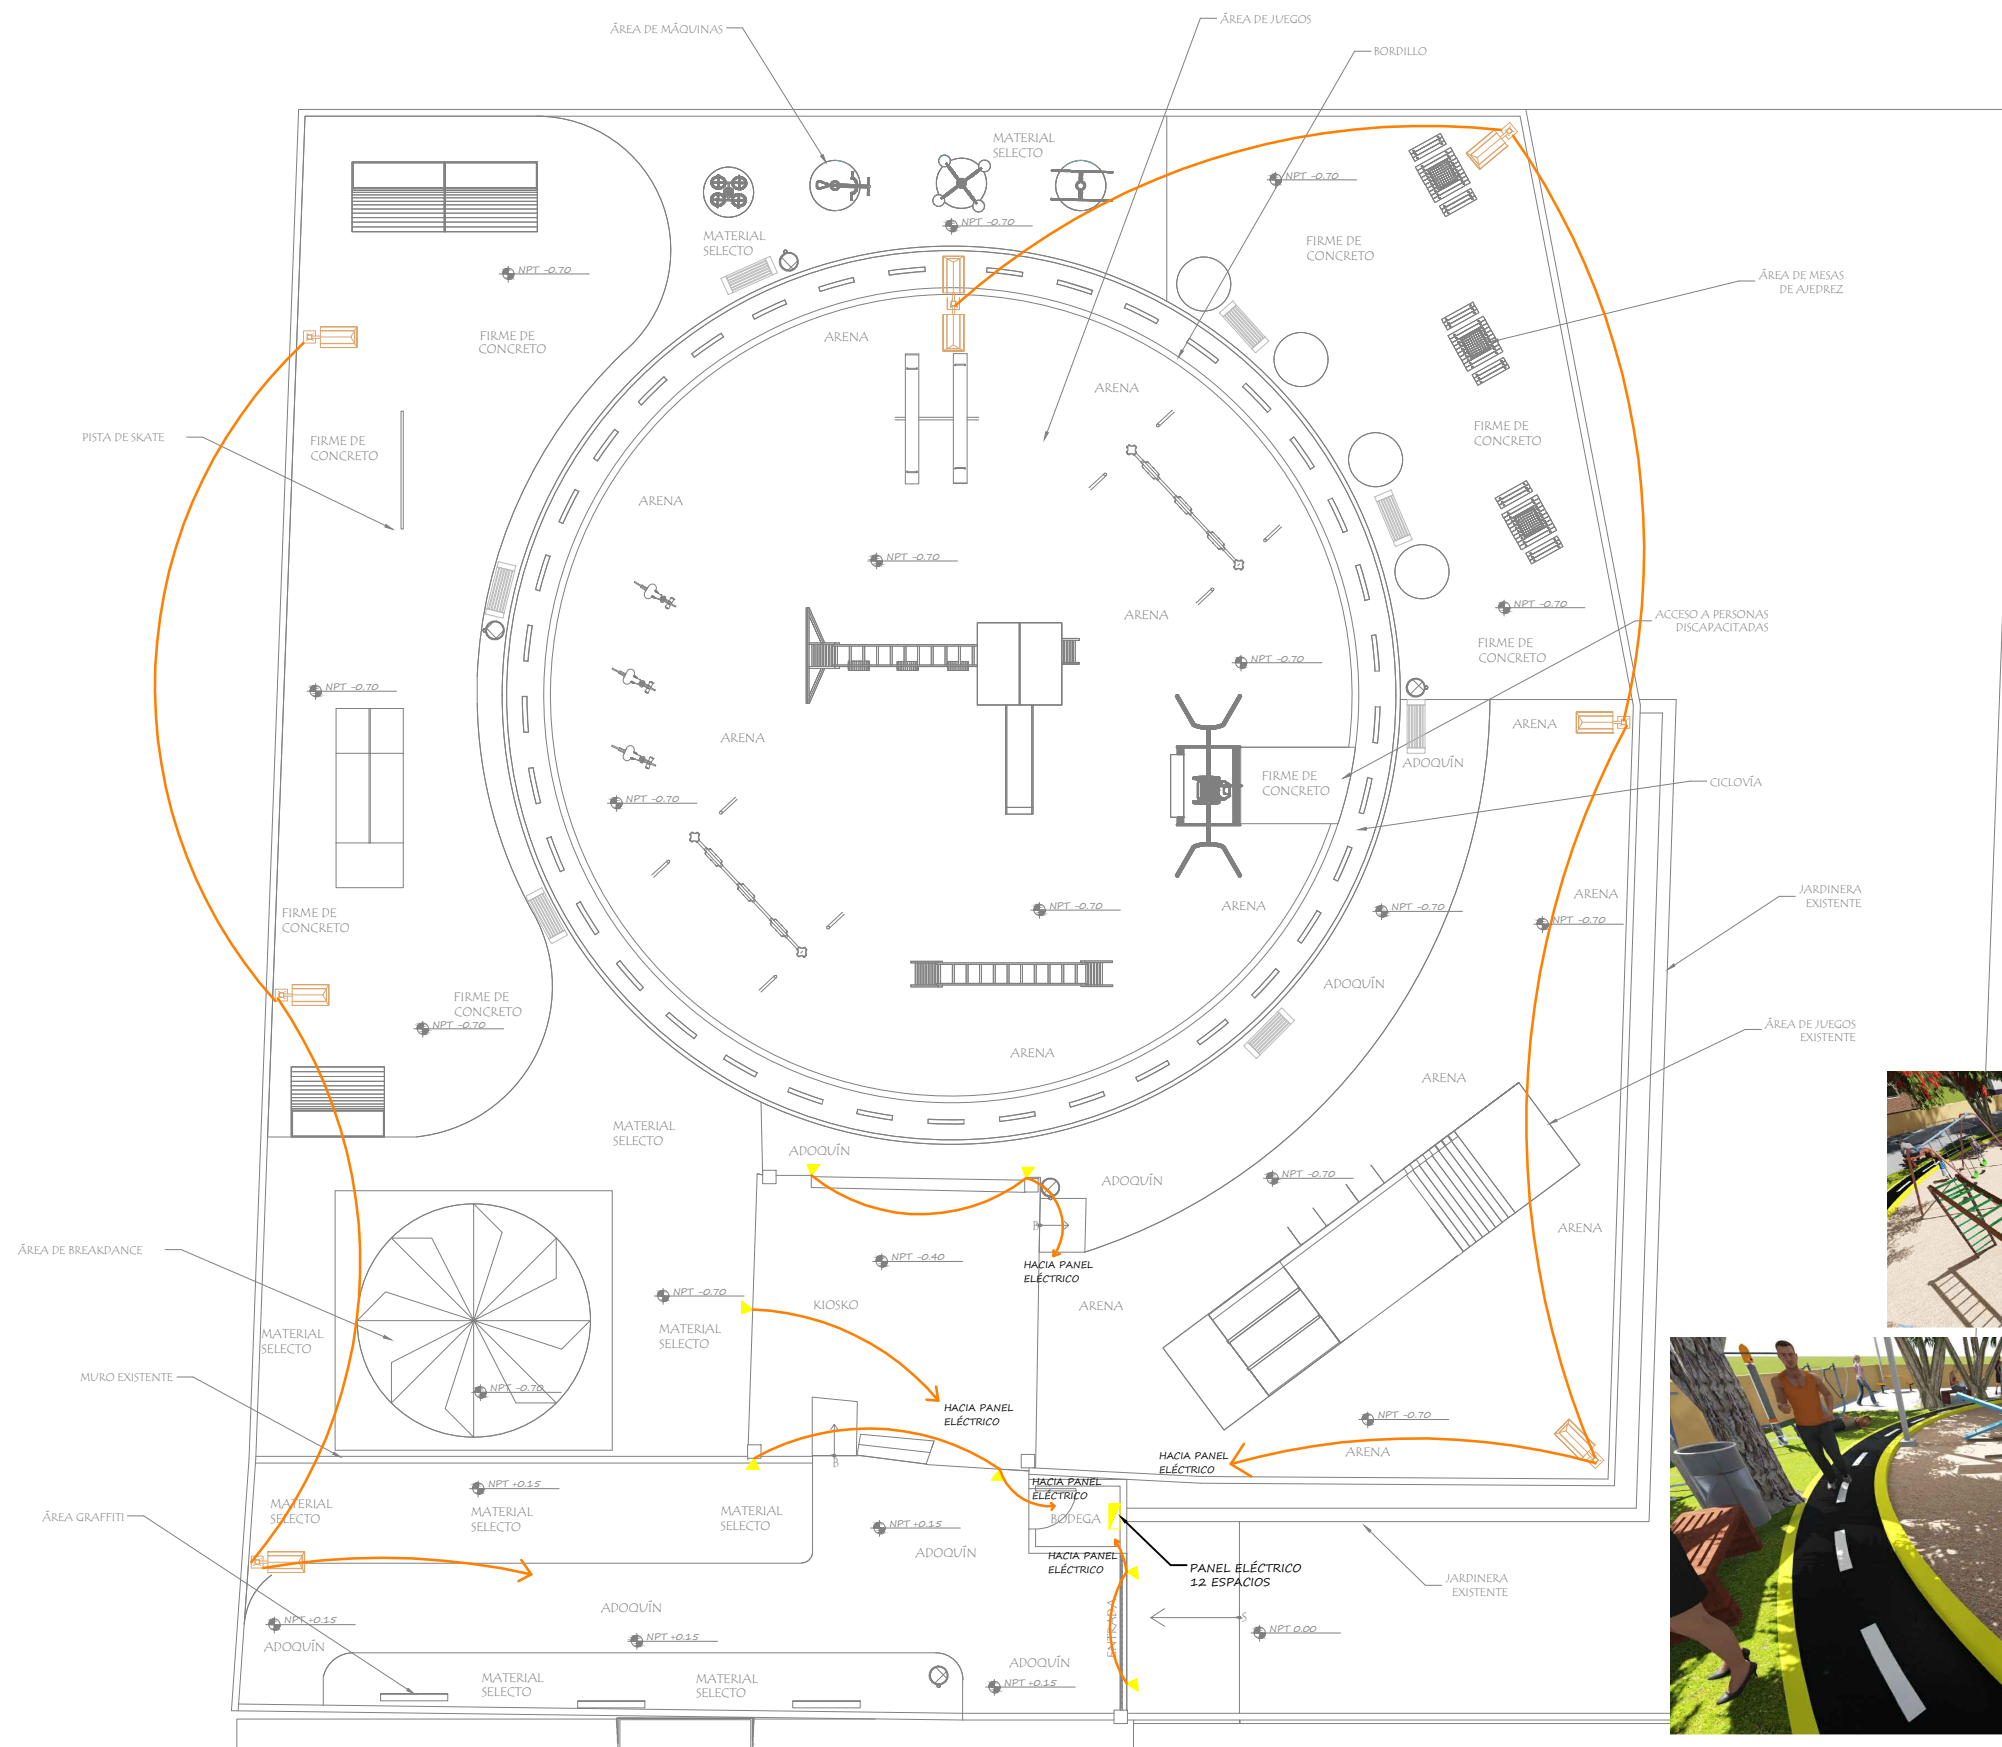 ÁREA DE JUEGOS
ÁREA DE MÁQUINAS
BORDILLO
MATERIAL
SELECTO
NPT -0.70
NPT -0.70
MATERIAL
SELECTO
FIRME DE
CONCRETO
NPT -0.70
ÁREA DE MESAS
DE AJEDREZ
FIRME DE
CONCRETO
ARENA
ARENA
PISTA DE SKATE
FIRME DE
CONCRETO
FIRME DE
CONCRETO
ARENA
NPT -0.70
NPT -0.70
ARENA
ACCESO A PERSONAS
DISCAPACITADAS
FIRME DE
CONCRETO
NPT -0.70
NPT -0.70
ARENA
ARENA
ADOQUÍN
FIRME DE
CONCRETO
CICLOVÍA
NPT -0.70
JARDINERA
EXISTENTE
ARENA
ARENA
NPT -0.70
NPT -0.70
NPT -0.70
FIRME DE
CONCRETO
ADOQUÍN
FIRME DE
CONCRETO
NPT -0.70
ÁREA DE JUEGOS
EXISTENTE
ARENA
ARENA
MATERIAL
SELECTO
ADOQUÍN
ADOQUÍN
NPT -0.70
B
ARENA
ÁREA DE BREAKDANCE
NPT -0.40
HACIA PANEL
ELÉCTRICO
NPT -0.70
KIOSKO
ARENA
MATERIAL
SELECTO
MATERIAL
SELECTO
MURO EXISTENTE
NPT -0.70
HACIA PANEL
ELÉCTRICO
NPT -0.70
ARENA
HACIA PANEL
ELÉCTRICO
B
NPT +0.15
HACIA PANEL
ELÉCTRICO
MATERIAL
SELECTO
MATERIAL
SELECTO
MATERIAL
SELECTO
ÁREA GRAFFITI
BODEGA
NPT +0.15
ADOQUÍN
HACIA PANEL
ELÉCTRICO
PANEL ELÉCTRICO
12 ESPACIOS
JARDINERA
EXISTENTE
ADOQUÍN
ENTRADA
S
NPT +0.15
NPT 0.00
NPT +0.15
ADOQUÍN
ADOQUÍN
MATERIAL
SELECTO
MATERIAL
SELECTO
NPT +0.15